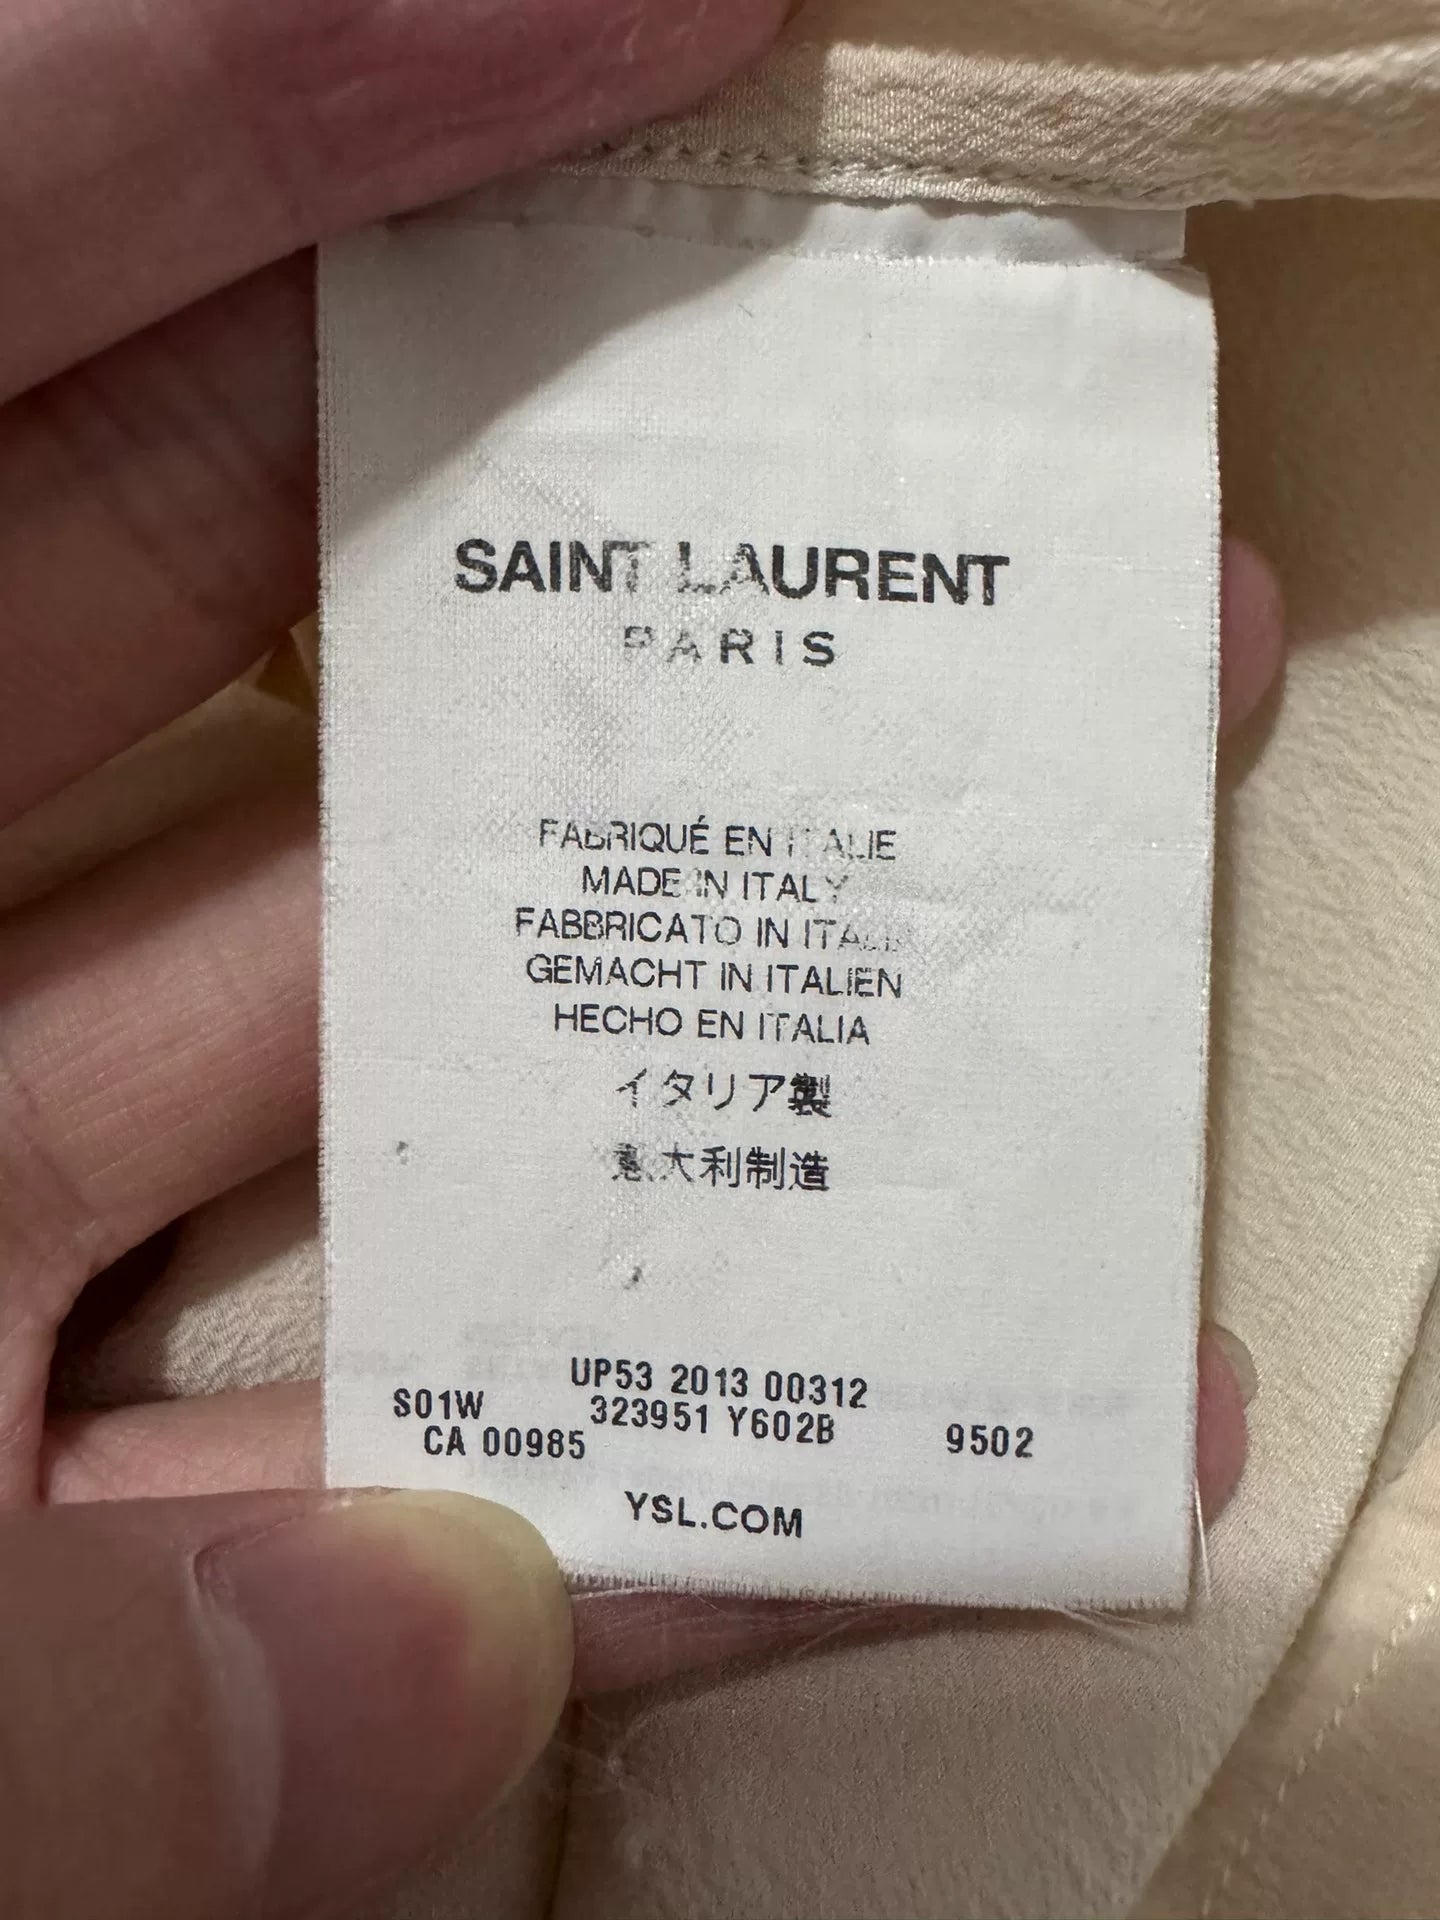 SAINT LAURENT
PARIS
FABRIQUÉ EN ITALIE
MADE IN ITALY
FABBRICATO IN ITALIA
GEMACHT IN ITALIEN
HECHO EN ITALIA
イタリア製
意大利制造
UP53 2013 00312
S01W 323951 Y602B 9502
CA 00985
YSL.COM